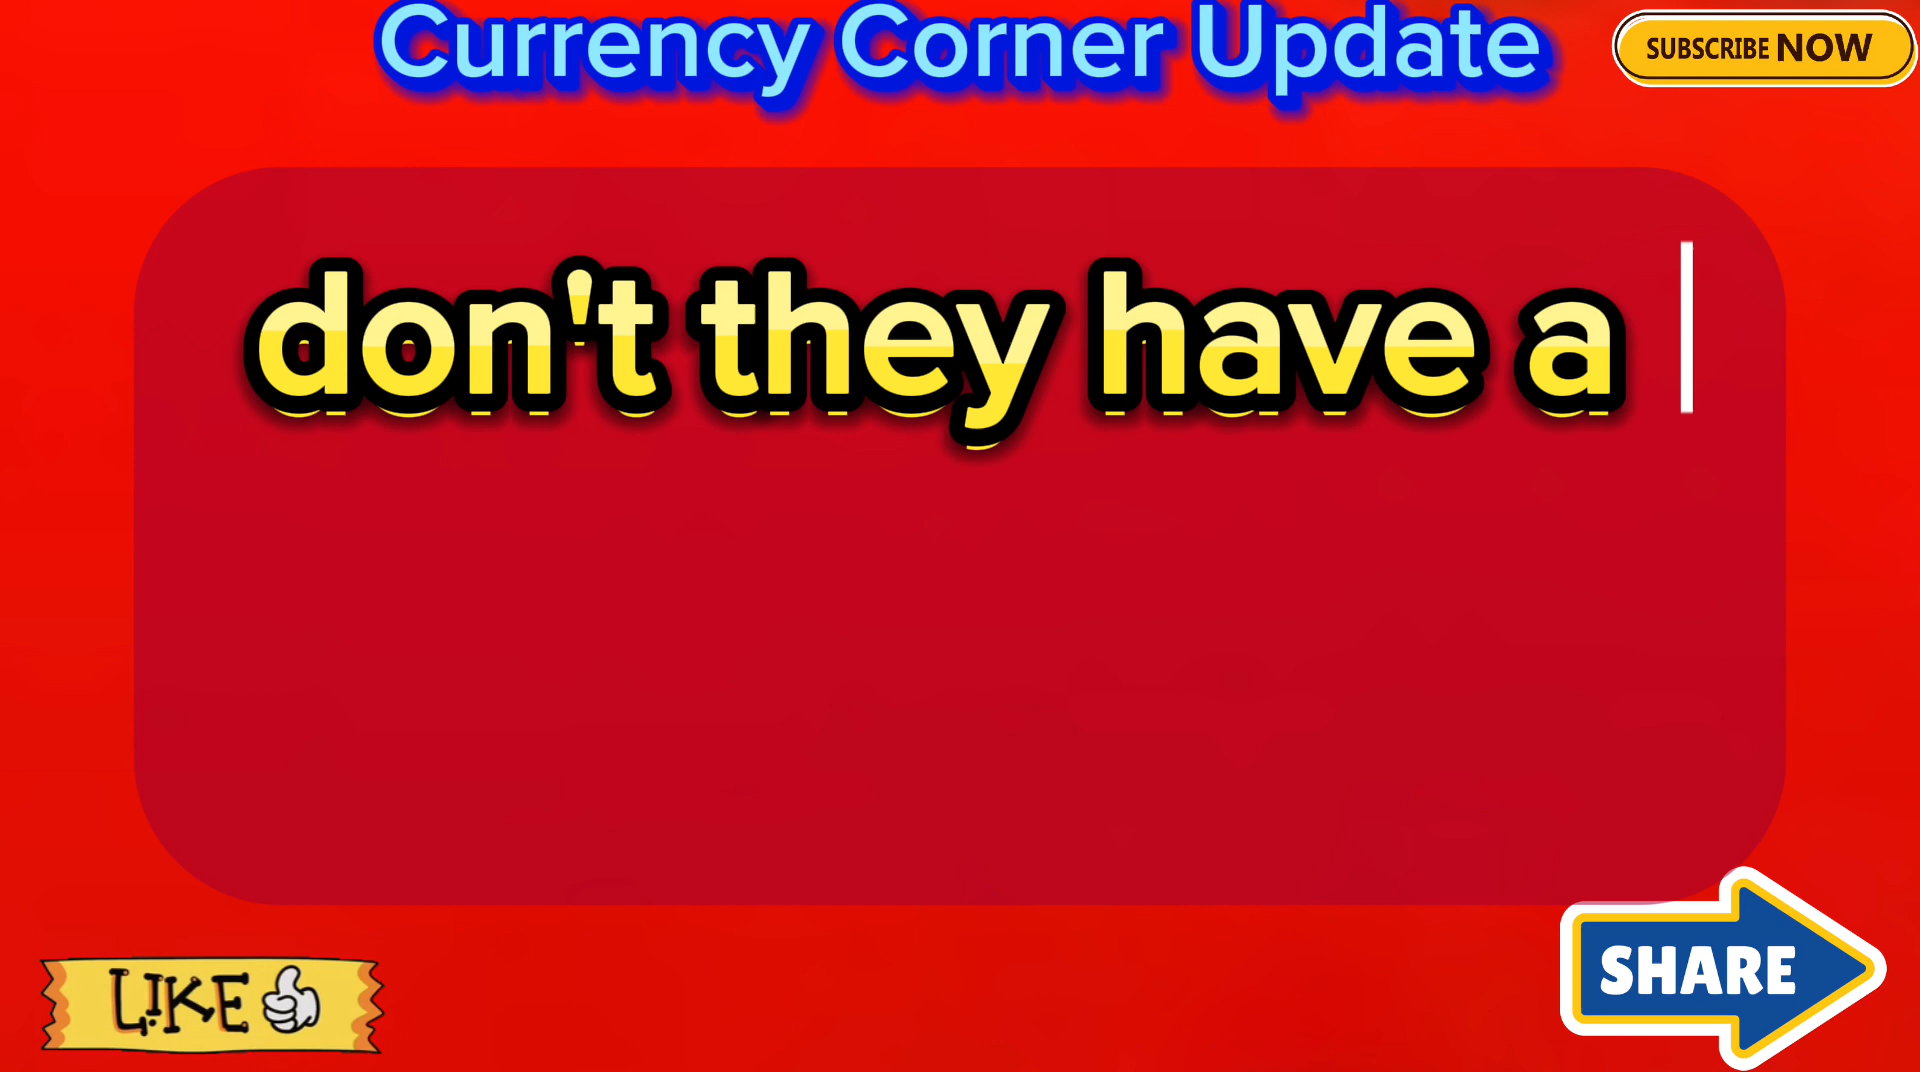 Currency Corner Update
SUBSCRIBE NOW
don't they have a
LIKE
SHARE